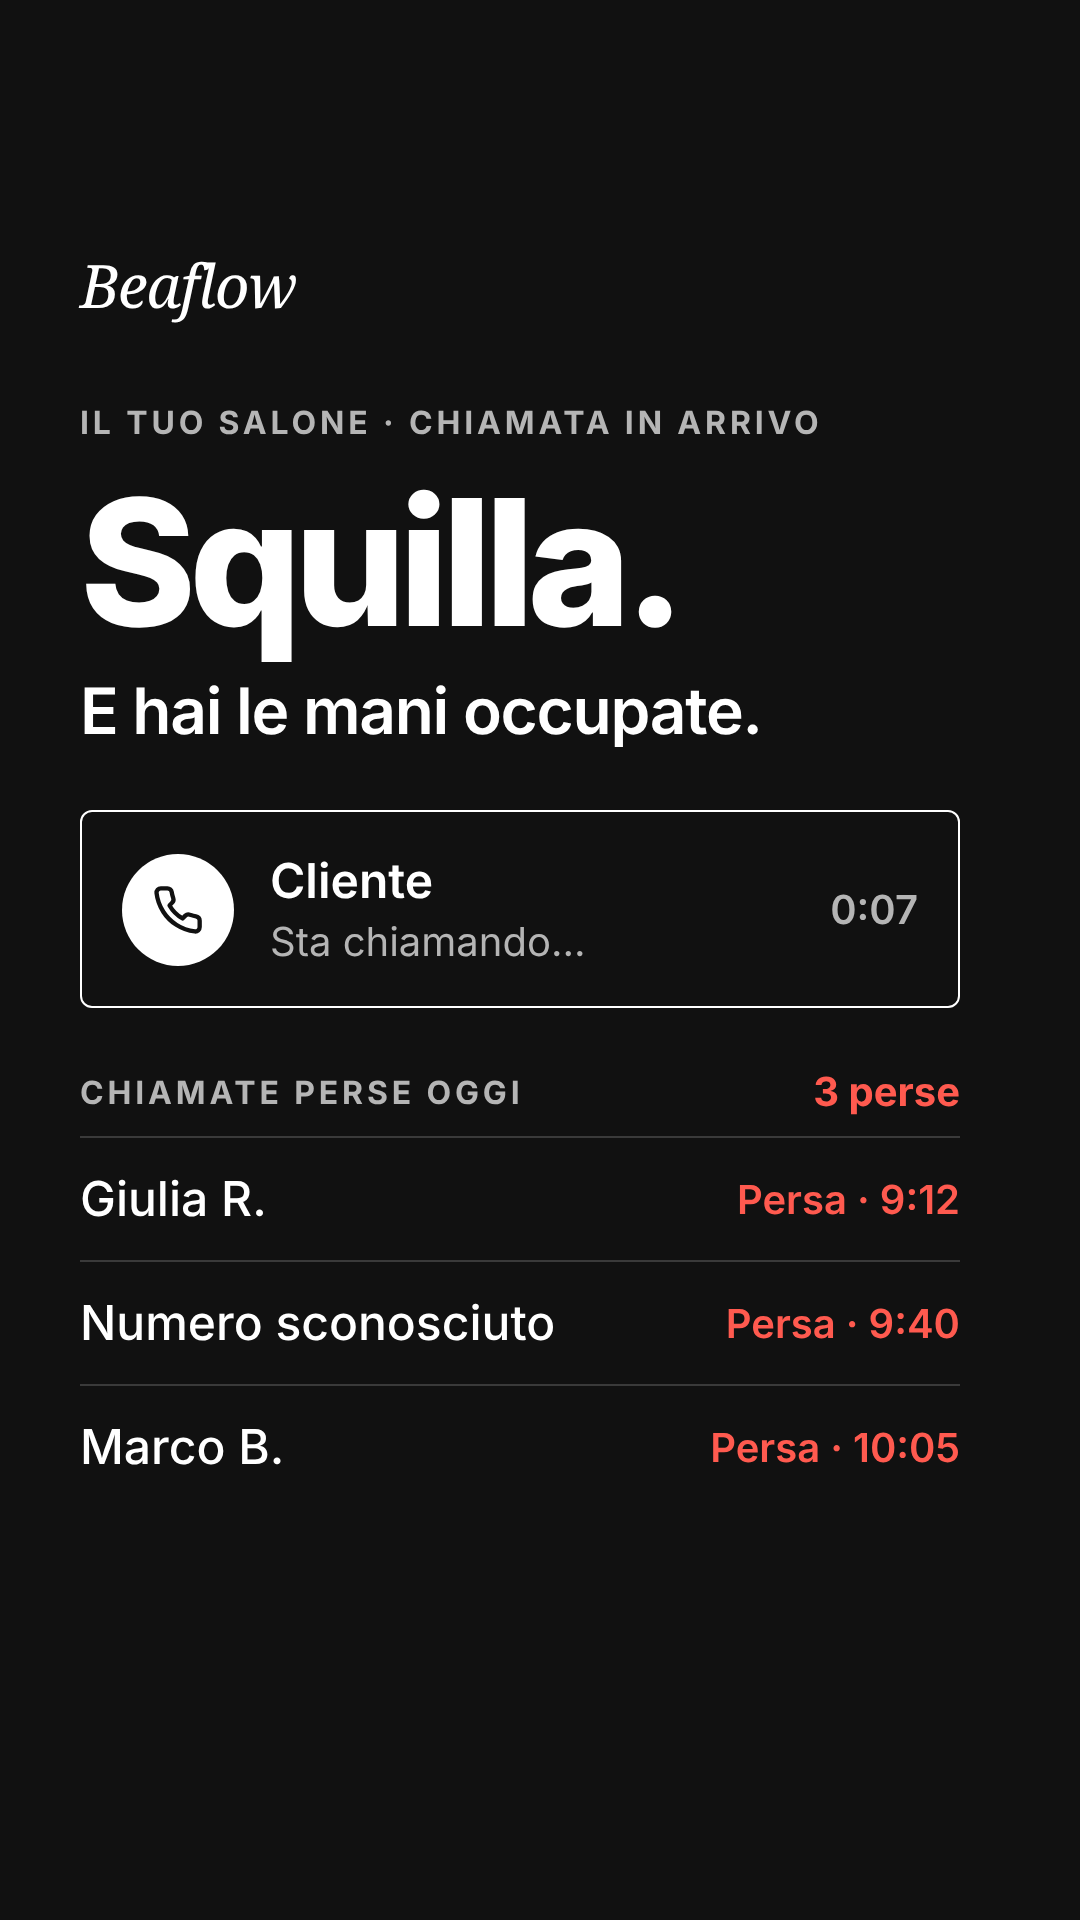 Beaflow
IL TUO SALONE · CHIAMATA IN ARRIVO
Squilla.
E hai le mani occupate.
Cliente
Sta chiamando...
0:07
CHIAMATE PERSE OGGI
3 perse
Giulia R.
Persa · 9:12
Numero sconosciuto
Persa · 9:40
Marco B.
Persa · 10:05